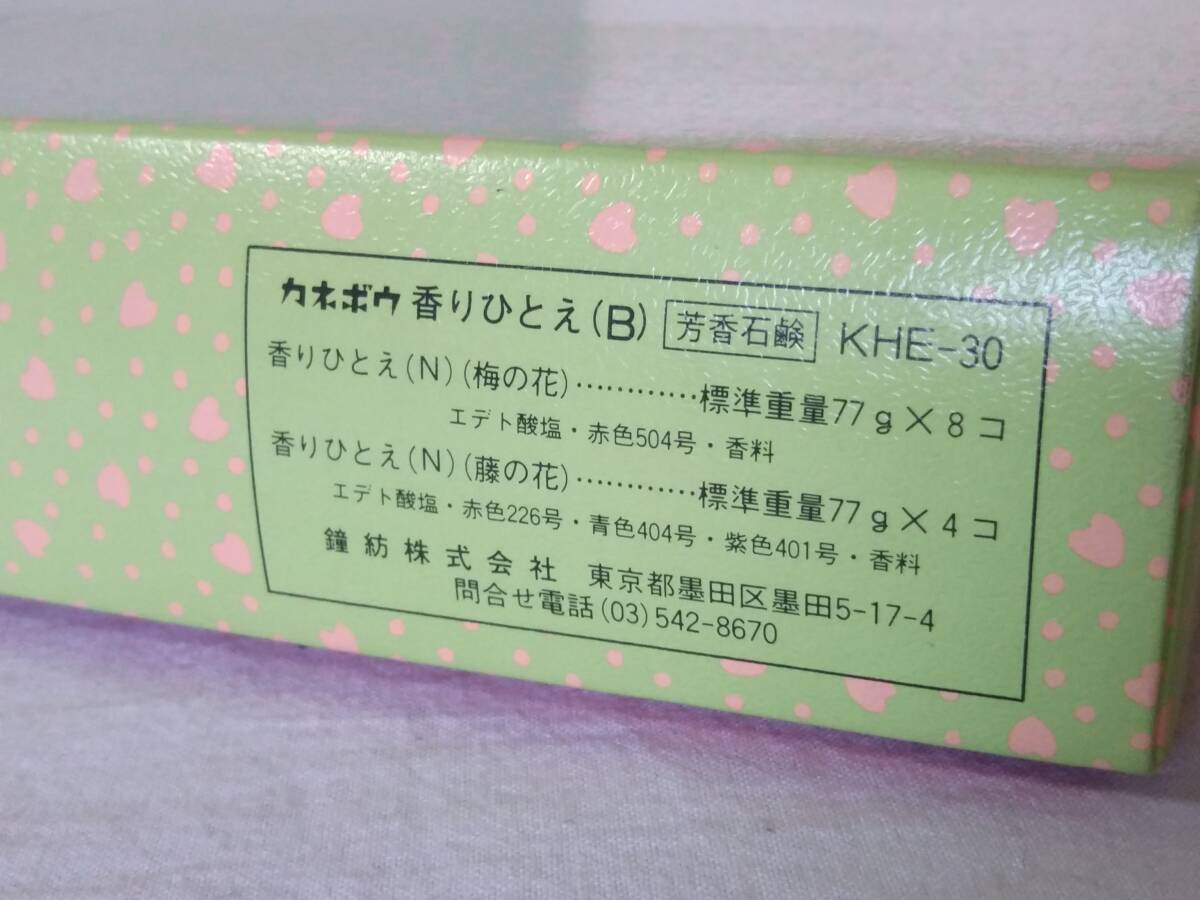 カネボウ 香りひとえ(B) 芳香石鹸 KHE-30
香りひとえ(N)(梅の花)…………標準重量77g×8コ
エデト酸塩・赤色504号・香料
香りひとえ(N)(藤の花)…………標準重量77g×4コ
エデト酸塩・赤色226号・青色404号・紫色401号・香料
鐘紡株式会社 東京都墨田区墨田5-17-4
問合せ電話(03)542-8670